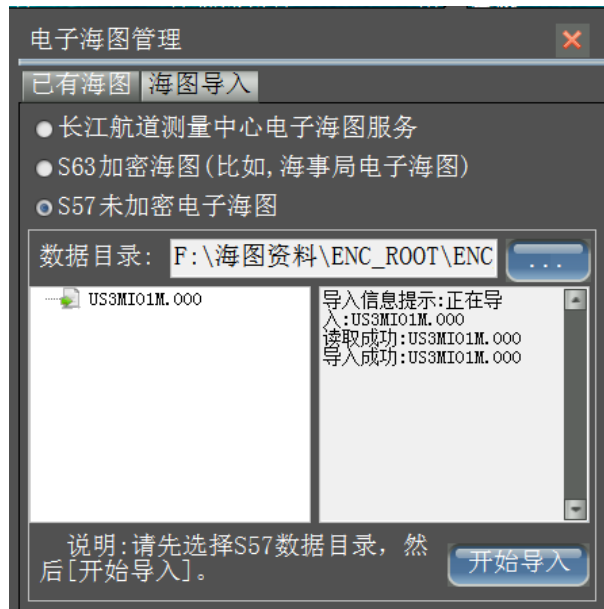 电子海图管理
已有海图 海图导入
长江航道测量中心电子海图服务
S63加密海图(比如,海事局电子海图)
S57未加密电子海图
数据目录: F:\海图资料\ENC_ROOT\ENC ...
US3MI01M.000
导入信息提示:正在导
入:US3MI01M.000
读取成功:US3MI01M.000
导入成功:US3MI01M.000
说明:请先选择S57数据目录，然
后[开始导入]。
开始导入